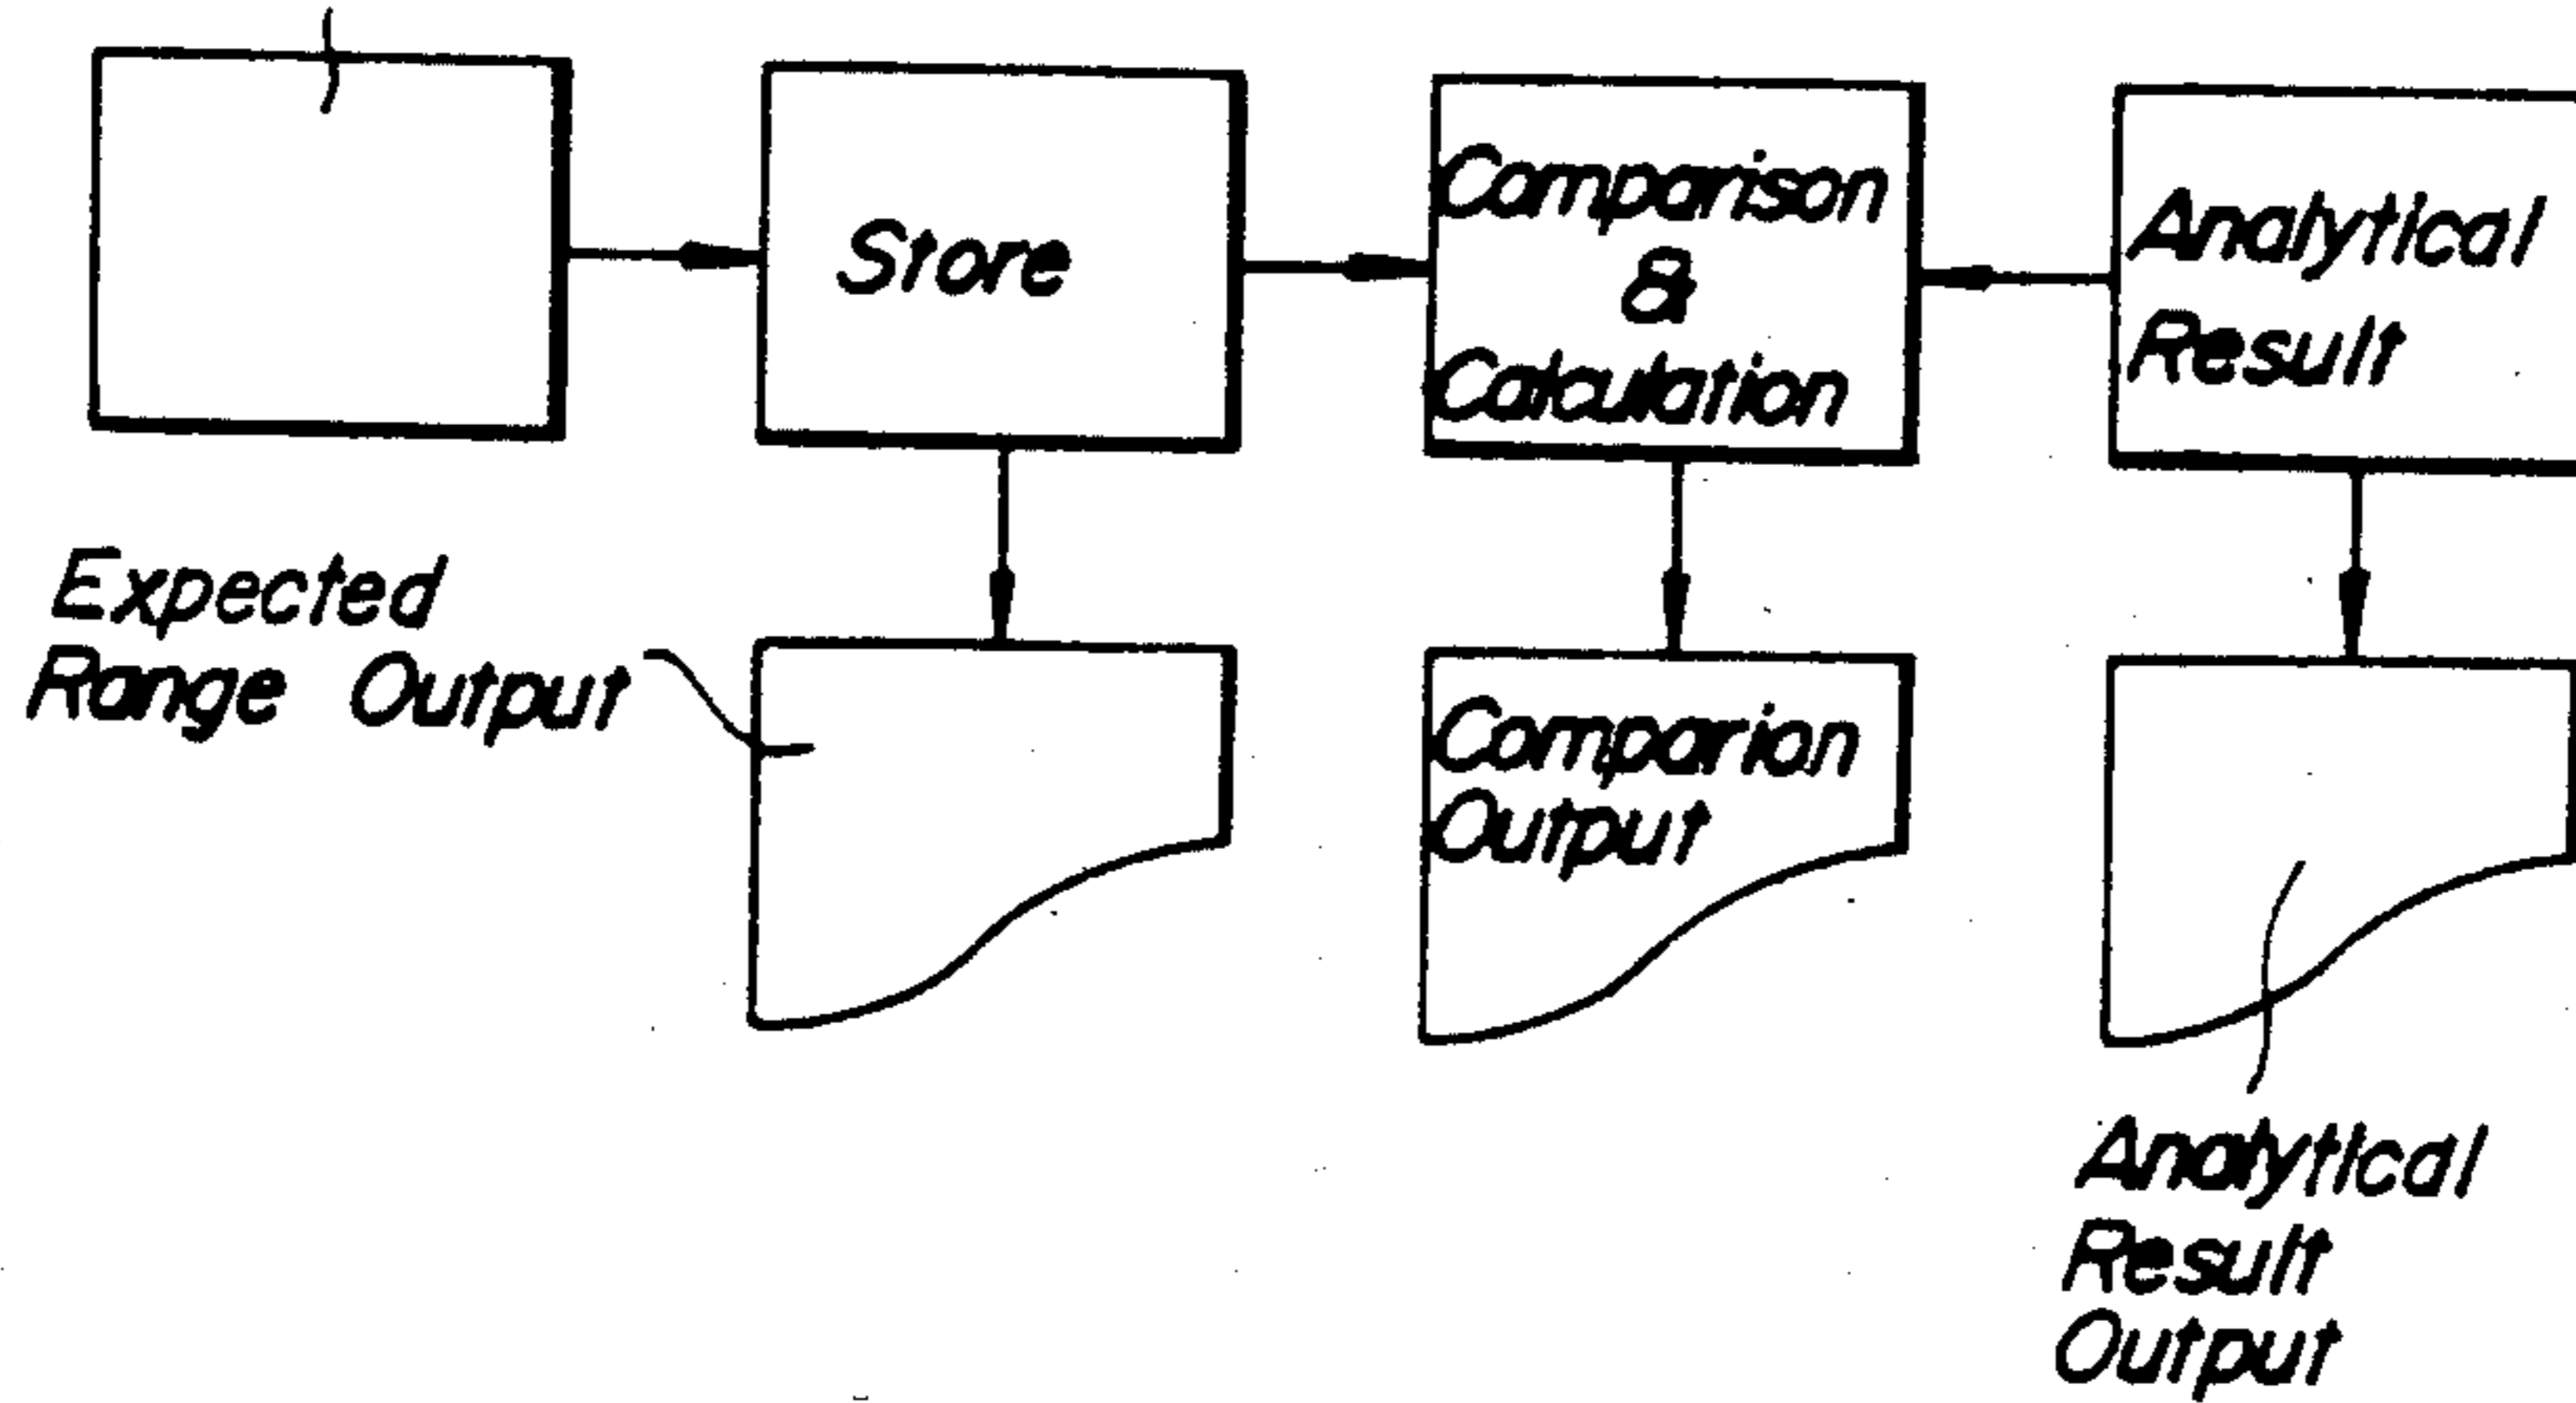 Store
Comparison
&
Calculation
Analytical
Result
Expected
Range Output
Comparion
Output
Analytical
Result
Output